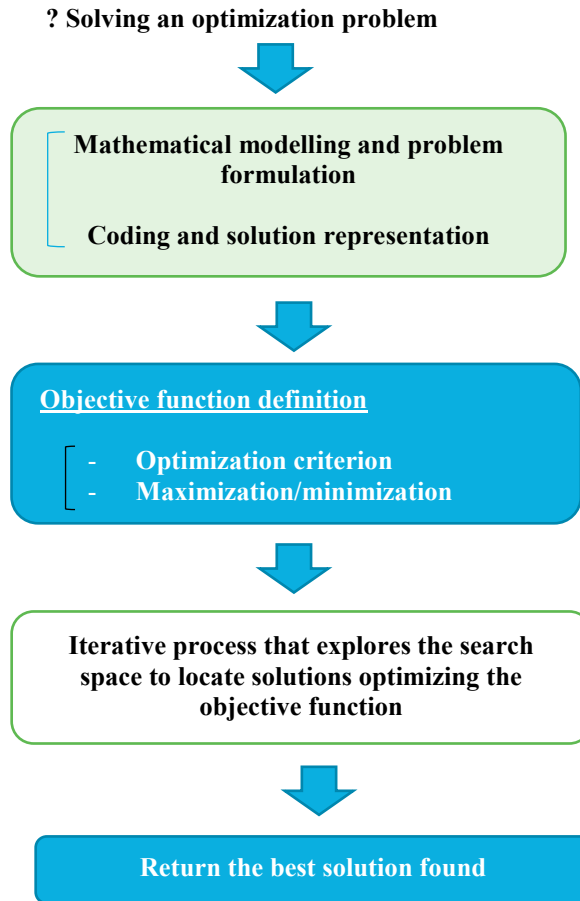 ? Solving an optimization problem
Mathematical modelling and problem
formulation
Coding and solution representation
Objective function definition
- Optimization criterion
- Maximization/minimization
Iterative process that explores the search
space to locate solutions optimizing the
objective function
Return the best solution found